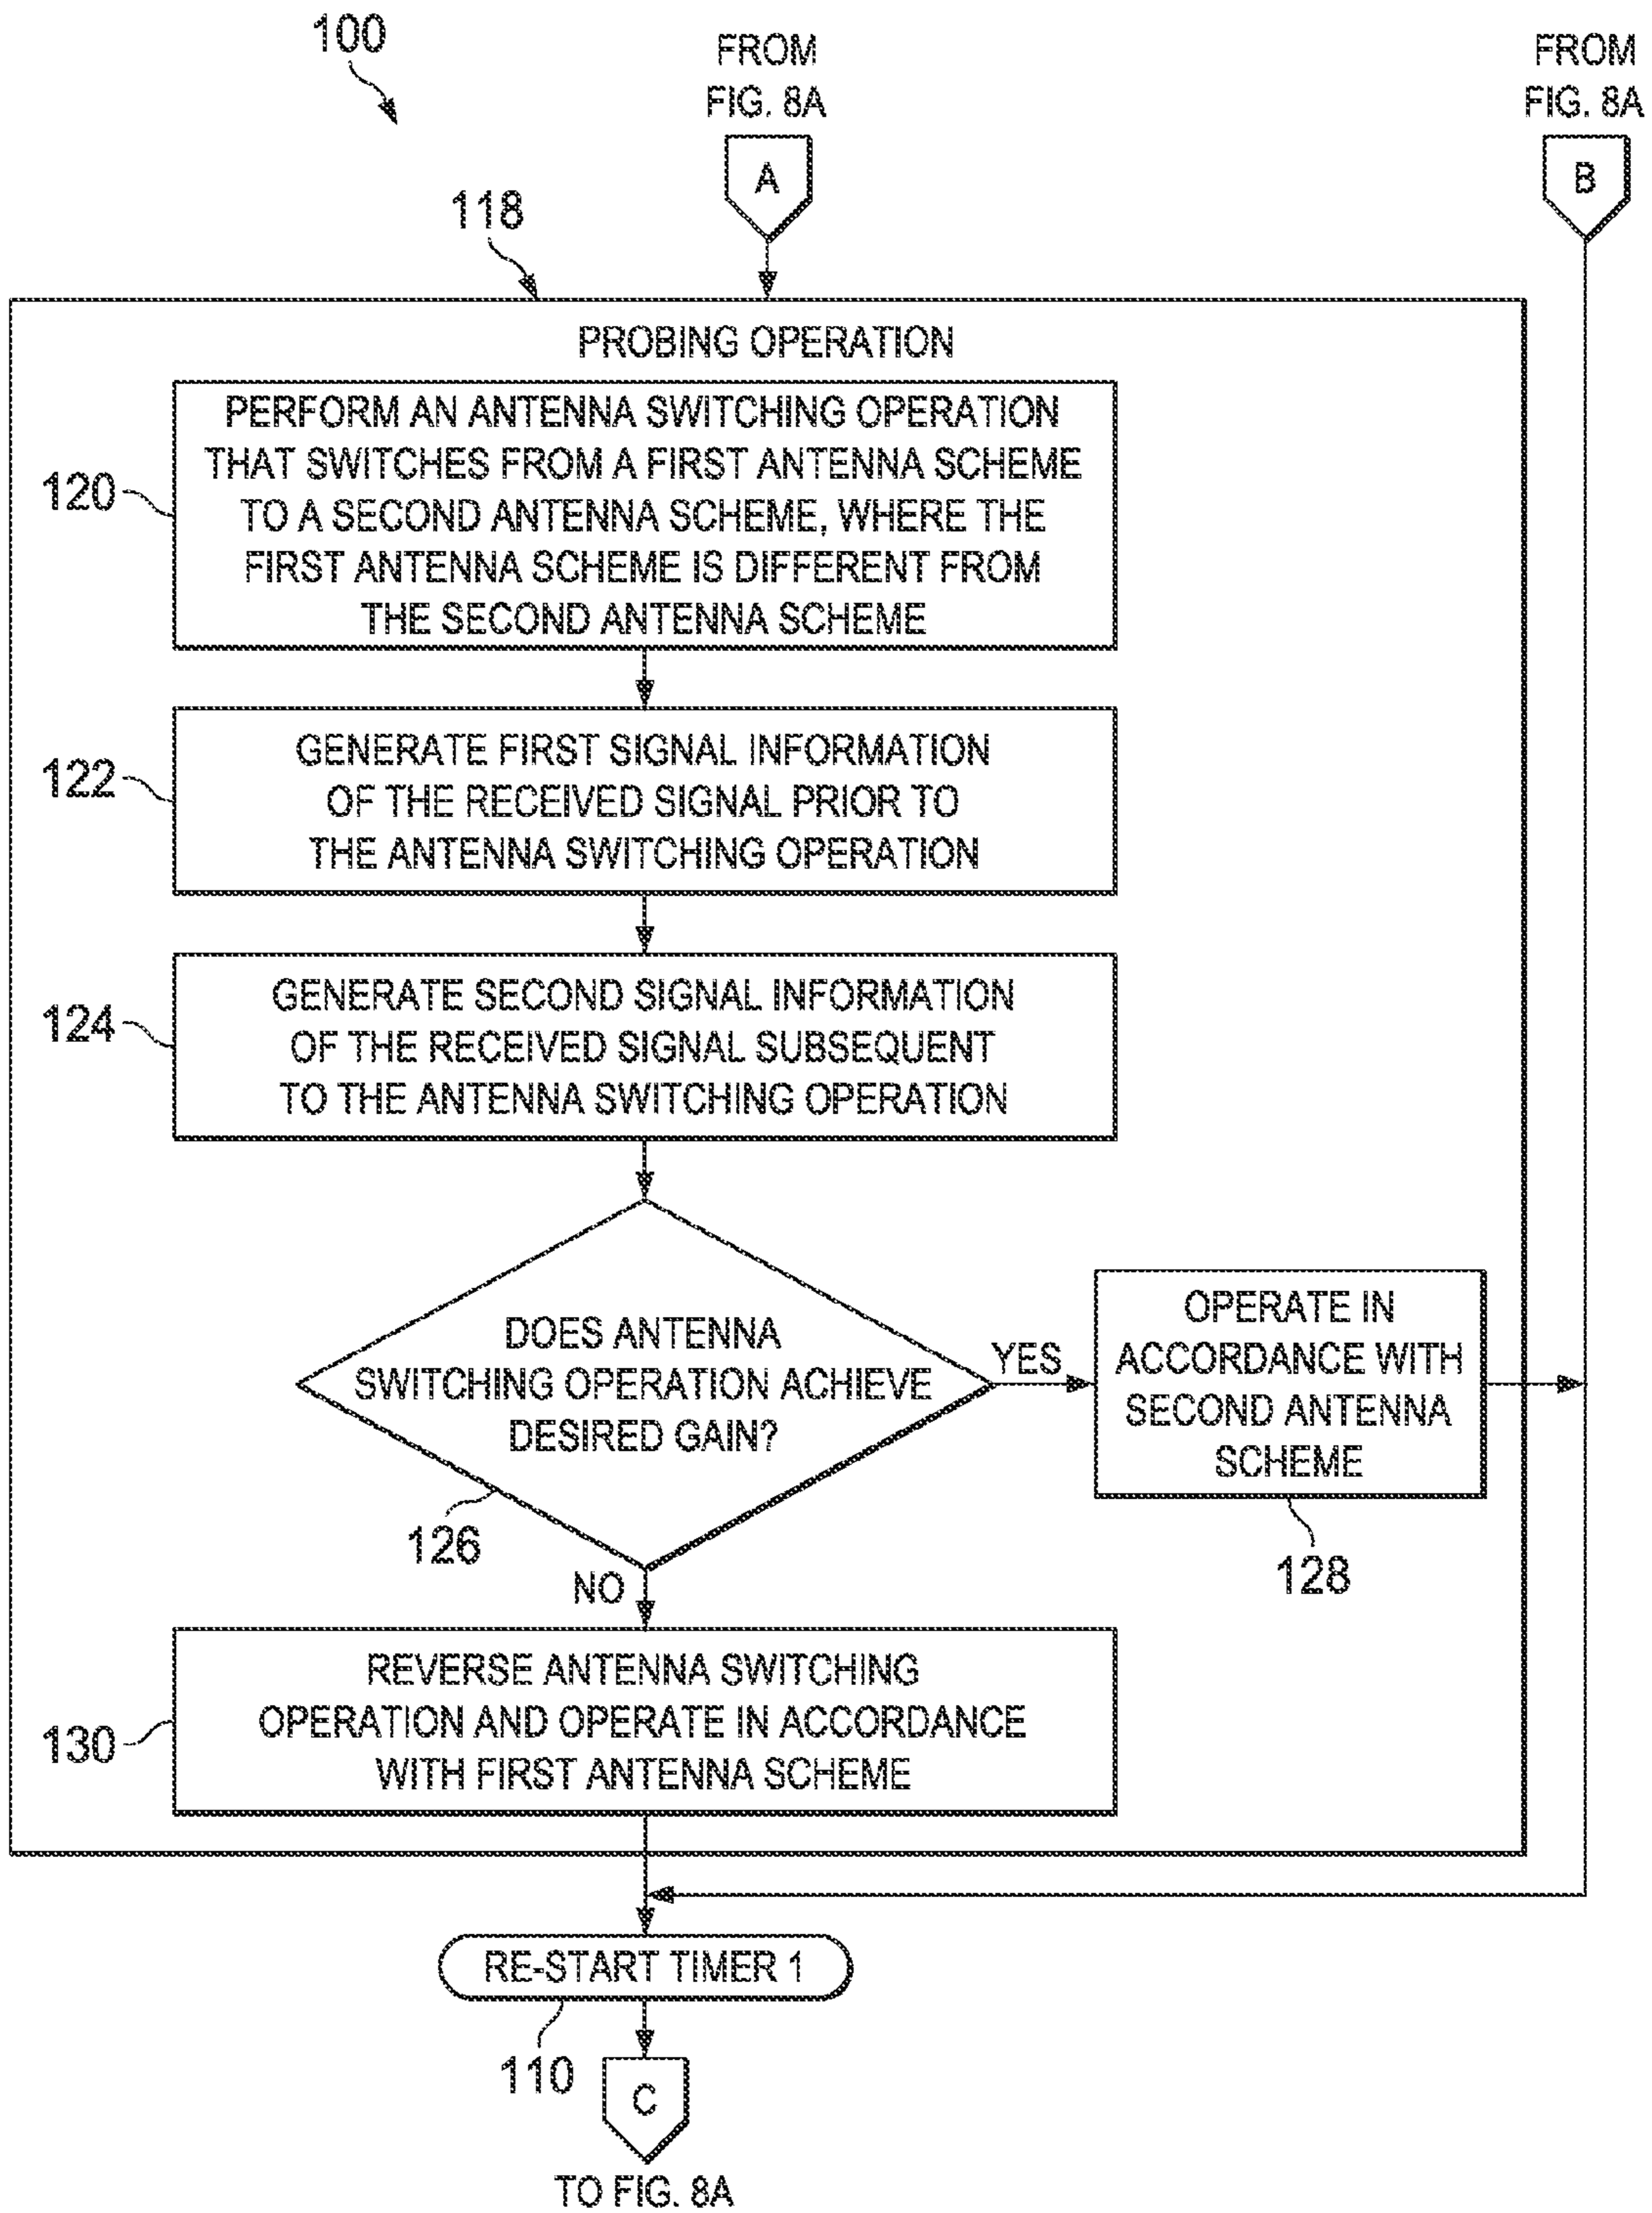 100
FROM
FIG. 8A
A
FROM
FIG. 8A
B
118
PROBING OPERATION
120
PERFORM AN ANTENNA SWITCHING OPERATION
THAT SWITCHES FROM A FIRST ANTENNA SCHEME
TO A SECOND ANTENNA SCHEME, WHERE THE
FIRST ANTENNA SCHEME IS DIFFERENT FROM
THE SECOND ANTENNA SCHEME
122
GENERATE FIRST SIGNAL INFORMATION
OF THE RECEIVED SIGNAL PRIOR TO
THE ANTENNA SWITCHING OPERATION
124
GENERATE SECOND SIGNAL INFORMATION
OF THE RECEIVED SIGNAL SUBSEQUENT
TO THE ANTENNA SWITCHING OPERATION
DOES ANTENNA
SWITCHING OPERATION ACHIEVE
DESIRED GAIN?
126
YES
OPERATE IN
ACCORDANCE WITH
SECOND ANTENNA
SCHEME
128
NO
130
REVERSE ANTENNA SWITCHING
OPERATION AND OPERATE IN ACCORDANCE
WITH FIRST ANTENNA SCHEME
RE-START TIMER 1
110
C
TO FIG. 8A